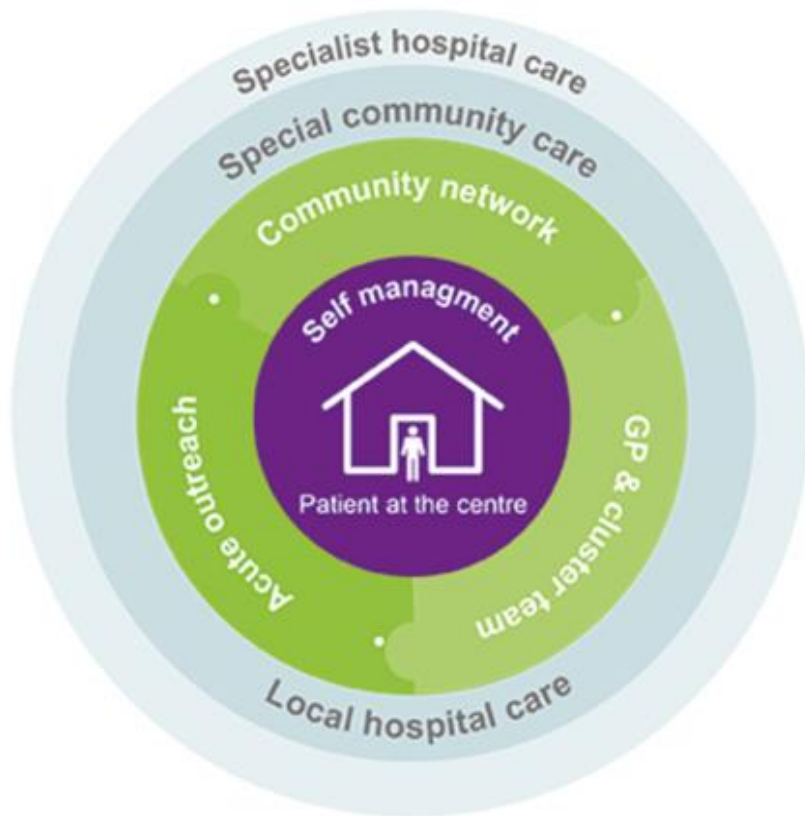 Specialist hospital care
Special community care
Community network
Self managment
Patient at the centre
Acute outreach
GP & cluster team
Local hospital care